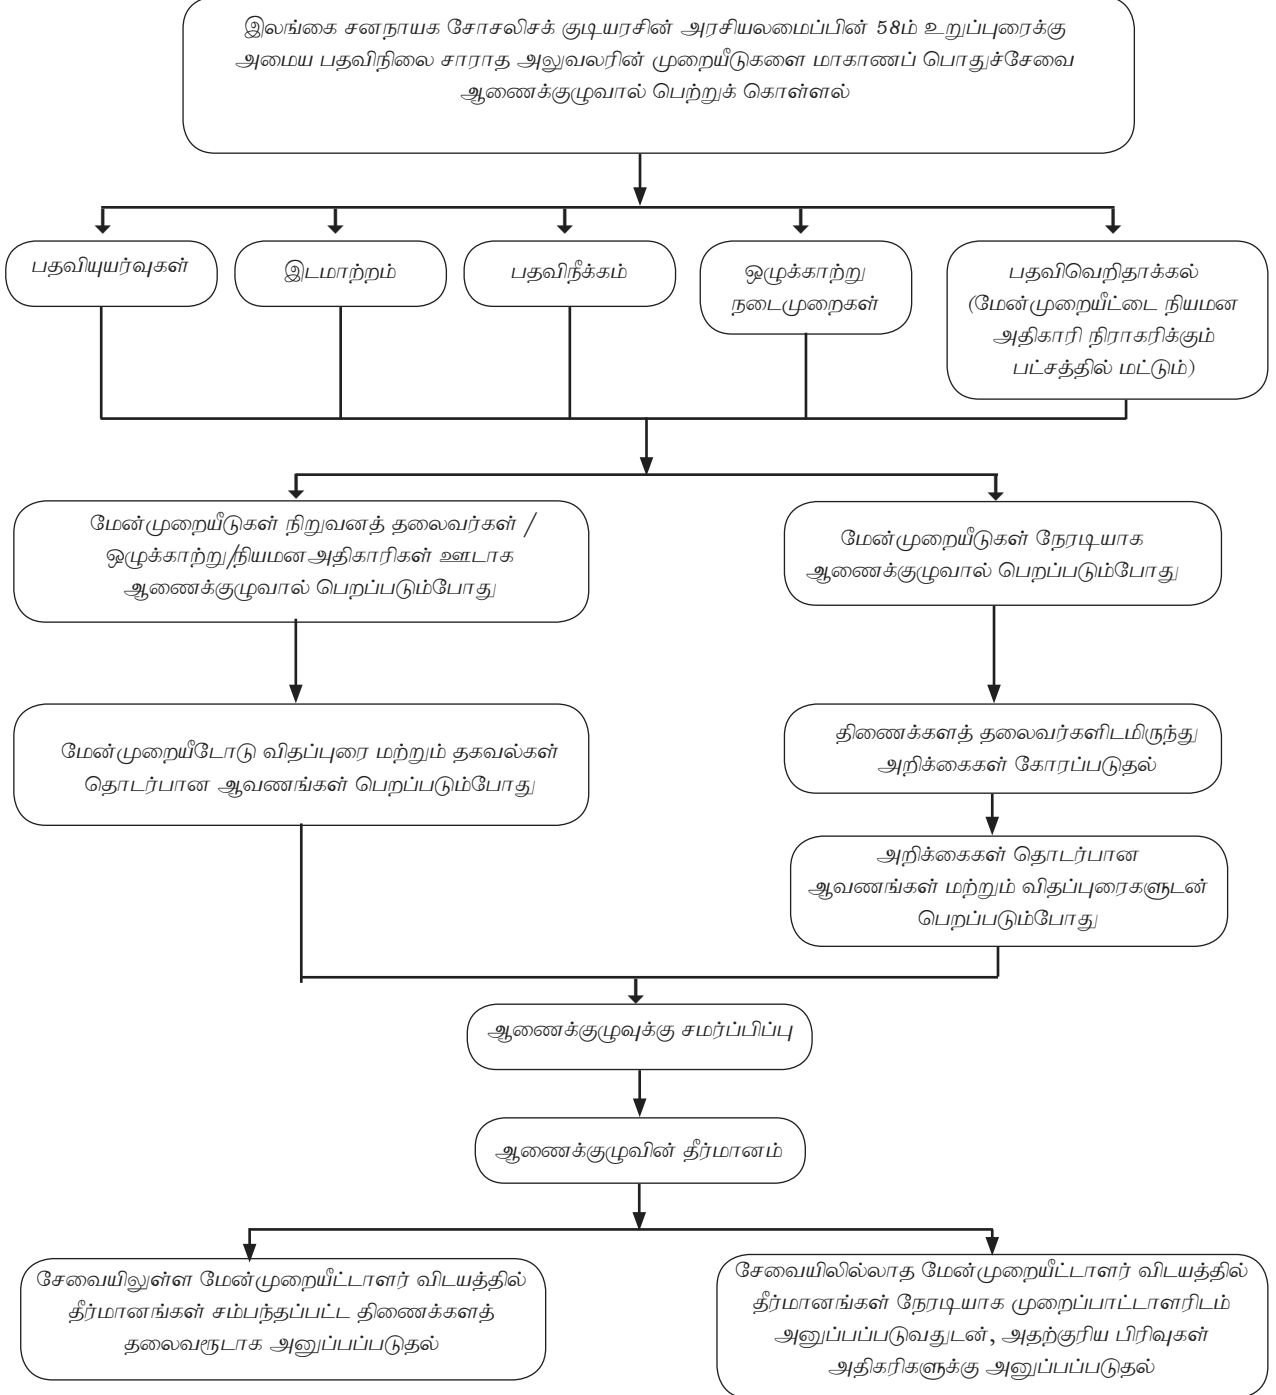 இலங்கை சனநாயக சோசலிசக் குடியரசின் அரசியலமைப்பின் 58ம் உறுப்புரைக்கு
அமைய பதவிநிலை சாராத அலுவலரின் முறையீடுகளை மாகாணப் பொதுச்சேவை
ஆணைக்குழுவால் பெற்றுக் கொள்ளல்
பதவியுயர்வுகள்
இடமாற்றம்
பதவிநீக்கம்
ஒழுக்காற்று
நடைமுறைகள்
பதவிவெறிதாக்கல்
(மேன்முறையீட்டை நியமன
அதிகாரி நிராகரிக்கும்
பட்சத்தில் மட்டும்)
மேன்முறையீடுகள் நிறுவனத் தலைவர்கள் /
ஒழுக்காற்று/நியமனஅதிகாரிகள் ஊடாக
ஆணைக்குழுவால் பெறப்படும்போது
மேன்முறையீடுகள் நேரடியாக
ஆணைக்குழுவால் பெறப்படும்போது
மேன்முறையீடோடு விதப்புரை மற்றும் தகவல்கள்
தொடர்பான ஆவணங்கள் பெறப்படும்போது
திணைக்களத் தலைவர்களிடமிருந்து
அறிக்கைகள் கோரப்படுதல்
அறிக்கைகள் தொடர்பான
ஆவணங்கள் மற்றும் விதப்புரைகளுடன்
பெறப்படும்போது
ஆணைக்குழுவுக்கு சமர்ப்பிப்பு
ஆணைக்குழுவின் தீர்மானம்
சேவையிலுள்ள மேன்முறையீட்டாளர் விடயத்தில்
தீர்மானங்கள் சம்பந்தப்பட்ட திணைக்களத்
தலைவரூடாக அனுப்பப்படுதல்
சேவையிலில்லாத மேன்முறையீட்டாளர் விடயத்தில்
தீர்மானங்கள் நேரடியாக முறைப்பாட்டாளரிடம்
அனுப்பப்படுவதுடன், அதற்குரிய பிரிவுகள்
அதிகரிகளுக்கு அனுப்பப்படுதல்